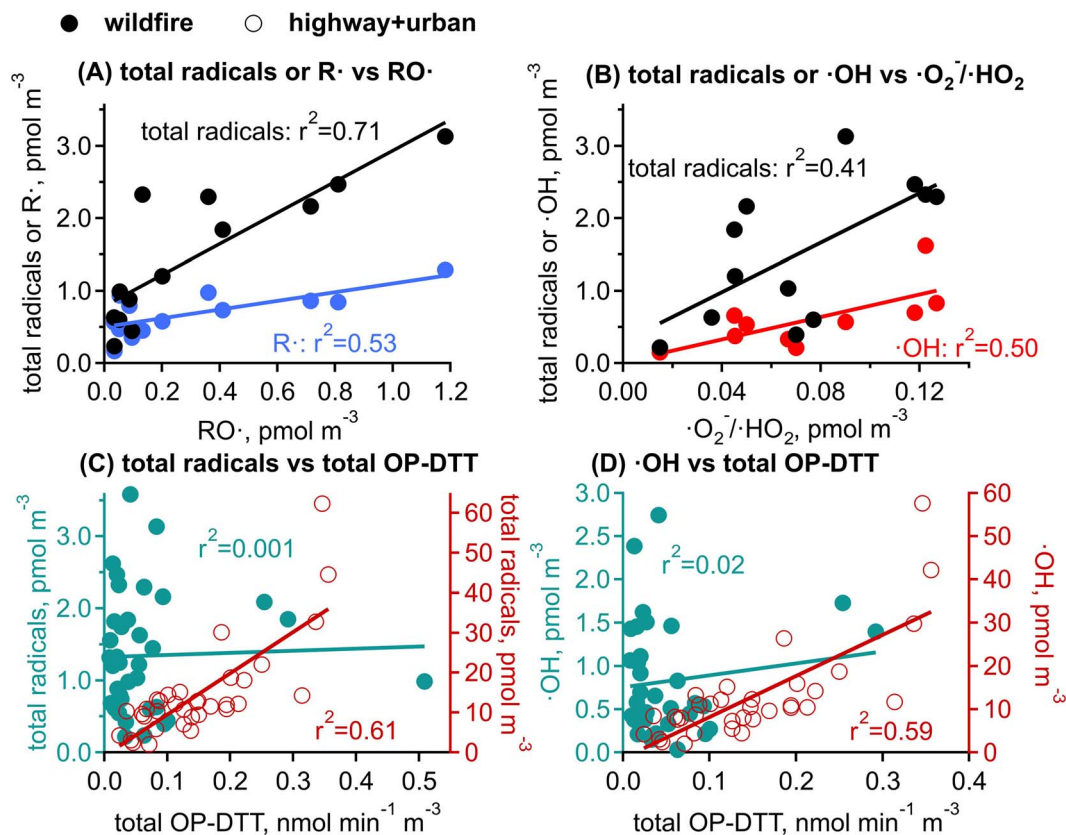 wildfire highway+urban
(A) total radicals or R· vs RO·
total radicals or R·, pmol m⁻³
3.0
2.0
1.0
0.0
total radicals: r²=0.71
R·: r²=0.53
0.0 0.2 0.4 0.6 0.8 1.0 1.2
RO·, pmol m⁻³
(B) total radicals or ·OH vs ·O₂⁻/·HO₂
total radicals or ·OH, pmol m⁻³
3.0
2.0
1.0
0.0
total radicals: r²=0.41
·OH: r²=0.50
0.00 0.04 0.08 0.12
·O₂⁻/·HO₂, pmol m⁻³
(C) total radicals vs total OP-DTT
total radicals, pmol m⁻³
3.0
2.0
1.0
0.0
r²=0.001
r²=0.61
60
50
40
30
20
10
0
total radicals, pmol m⁻³
0.0 0.1 0.2 0.3 0.4 0.5
total OP-DTT, nmol min⁻¹ m⁻³
(D) ·OH vs total OP-DTT
·OH, pmol m⁻³
3.0
2.5
2.0
1.5
1.0
0.5
0.0
r²=0.02
r²=0.59
60
50
40
30
20
10
0
·OH, pmol m⁻³
0.0 0.1 0.2 0.3 0.4
total OP-DTT, nmol min⁻¹ m⁻³